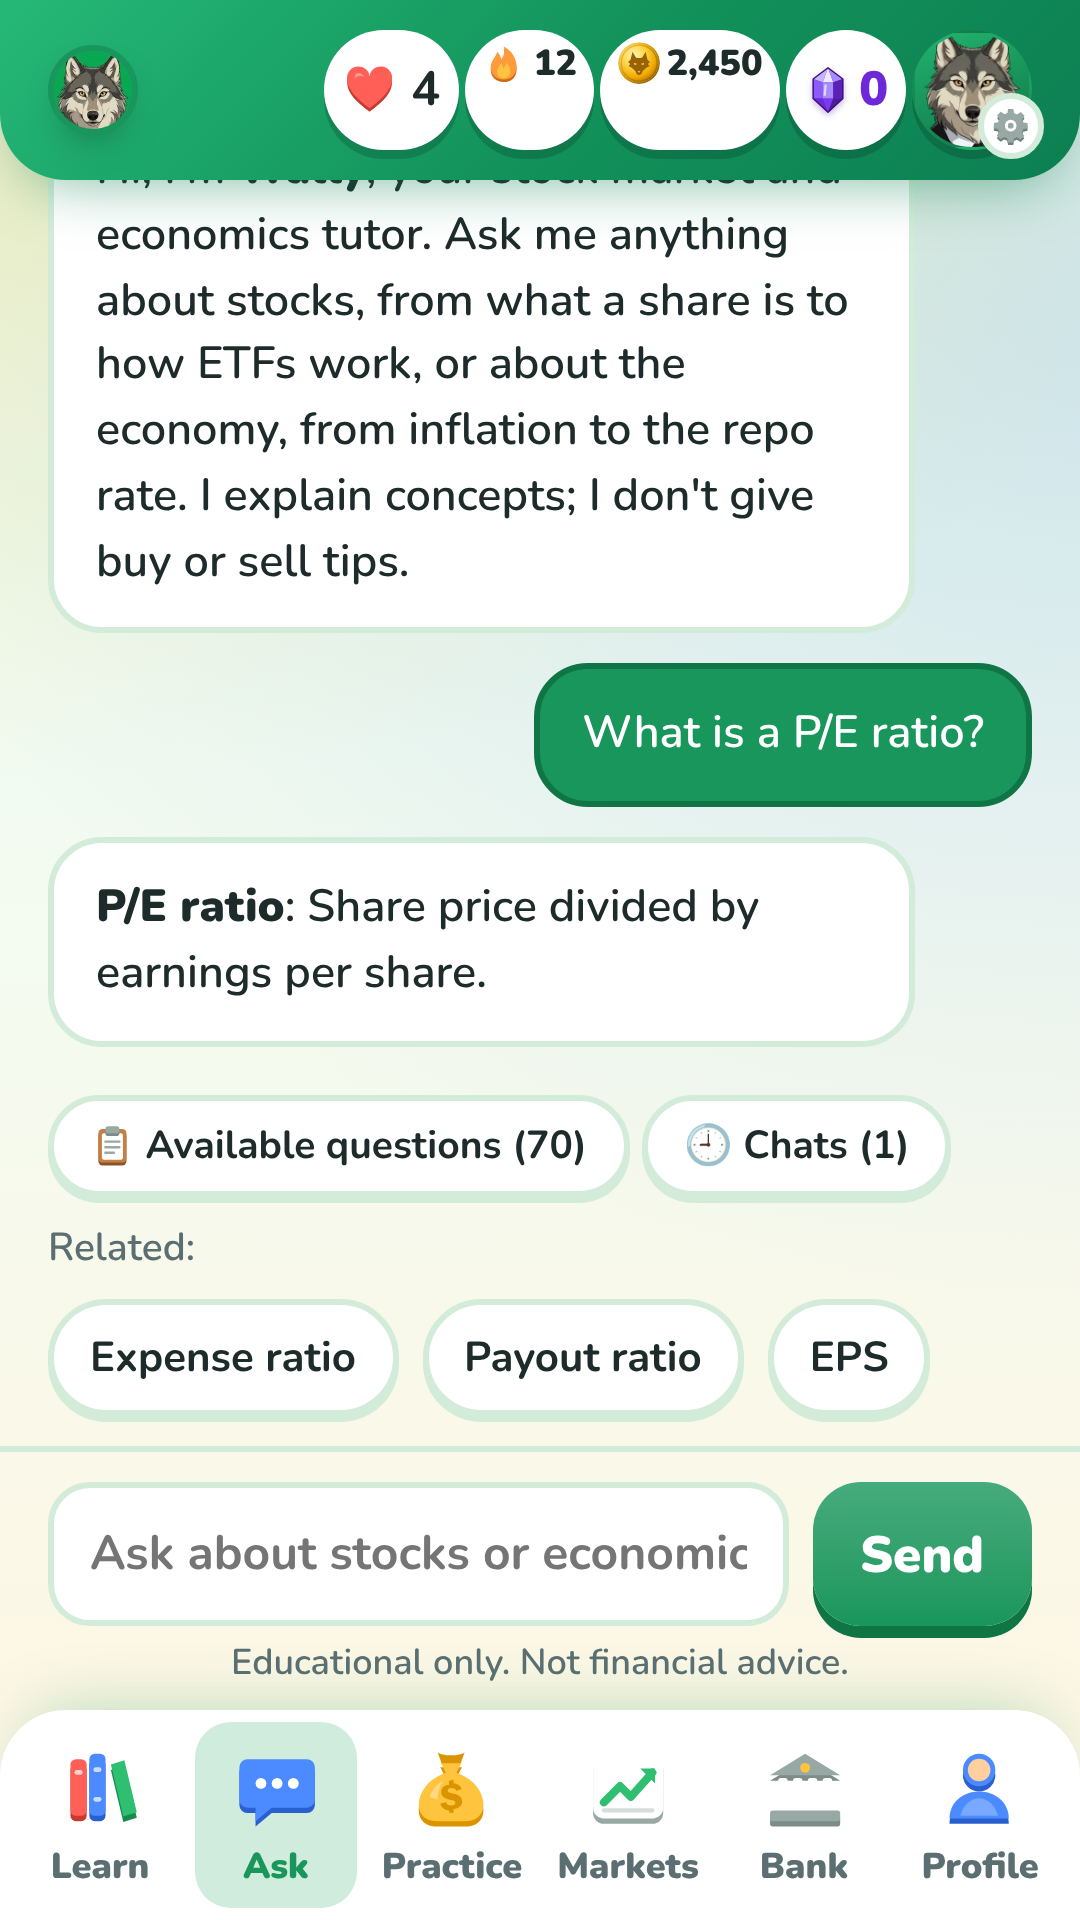 4
12
2,450
0
economics tutor. Ask me anything
about stocks, from what a share is to
how ETFs work, or about the
economy, from inflation to the repo
rate. I explain concepts; I don't give
buy or sell tips.
What is a P/E ratio?
P/E ratio: Share price divided by
earnings per share.
Available questions (70)
Chats (1)
Related:
Expense ratio
Payout ratio
EPS
Ask about stocks or economic
Send
Educational only. Not financial advice.
Learn
Ask
Practice
Markets
Bank
Profile